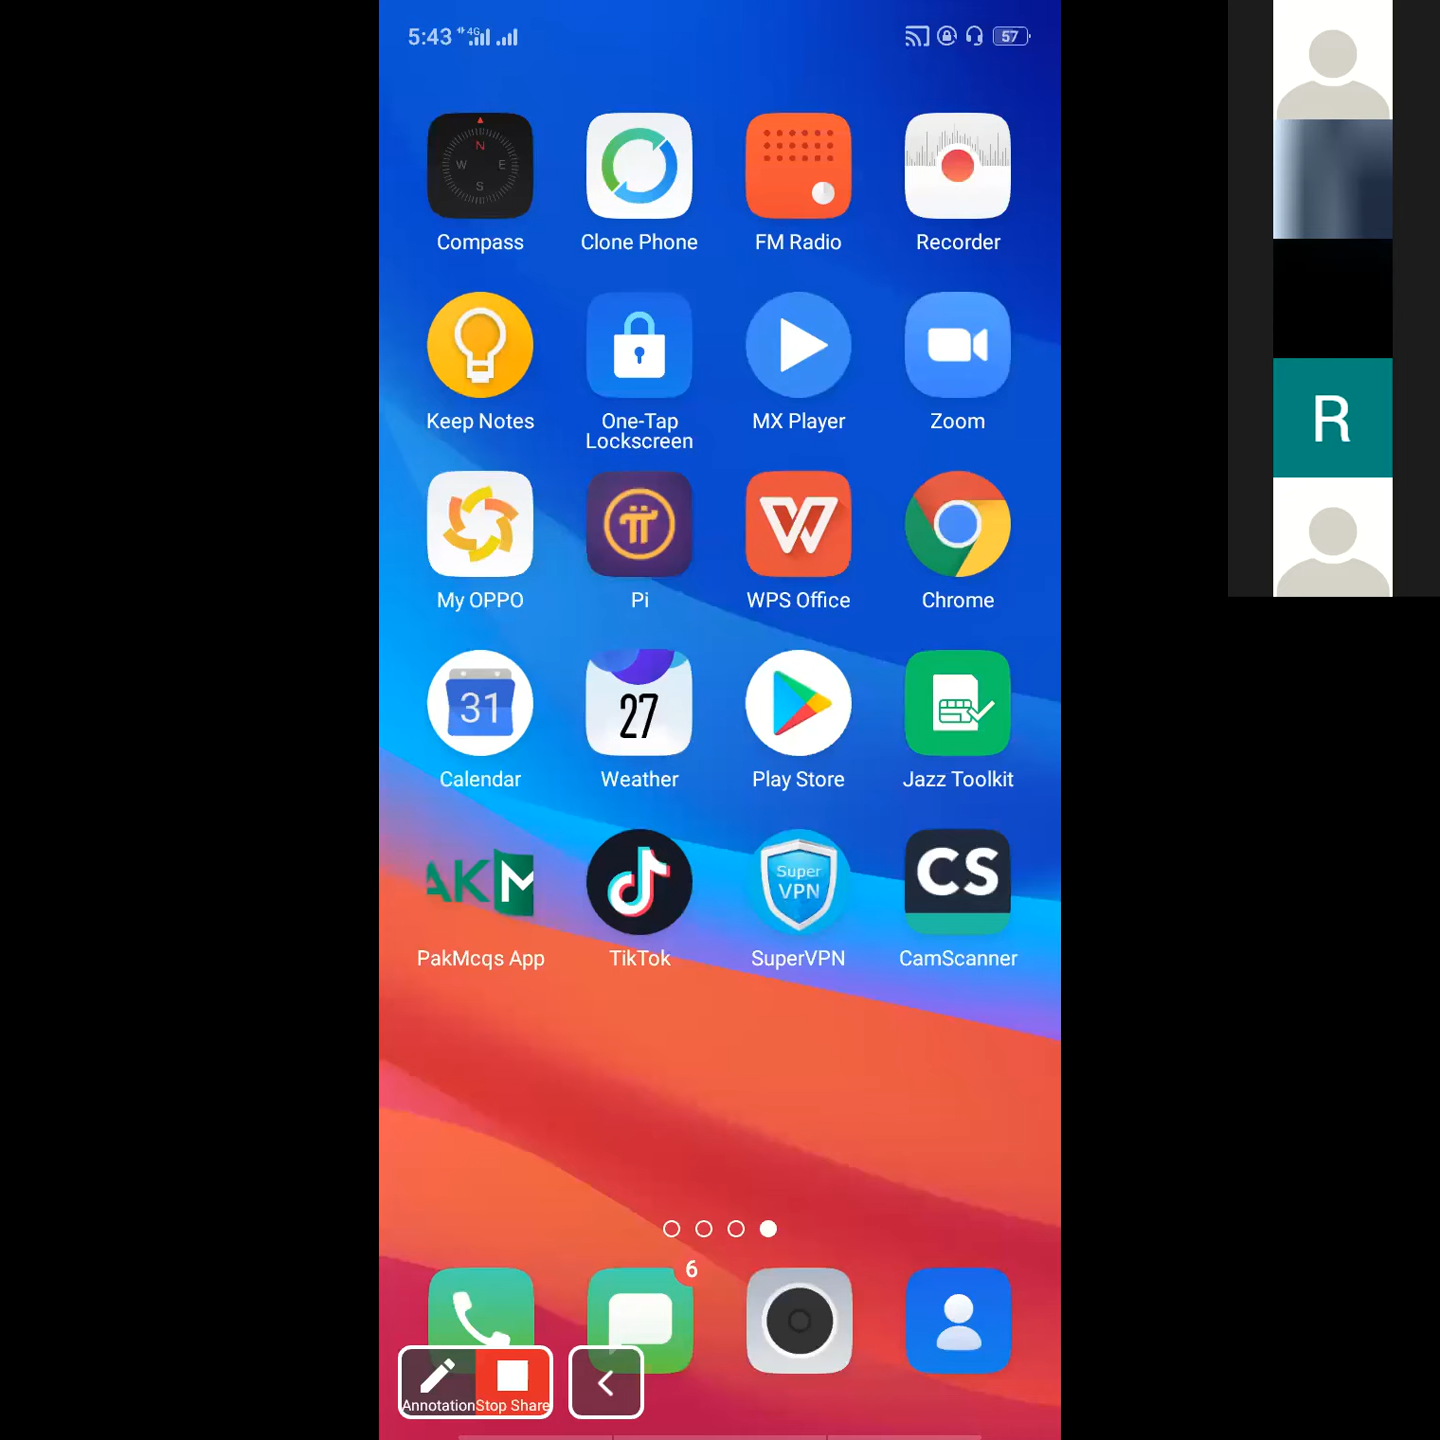 5:43 4G 57
N
W E
S
Compass Clone Phone FM Radio Recorder
Keep Notes One-Tap Lockscreen MX Player Zoom
R
My OPPO Pi WPS Office Chrome
31 27
Calendar Weather Play Store Jazz Toolkit
AKM Super VPN CS
PakMcqs App TikTok SuperVPN CamScanner
6
Annotation Stop Share